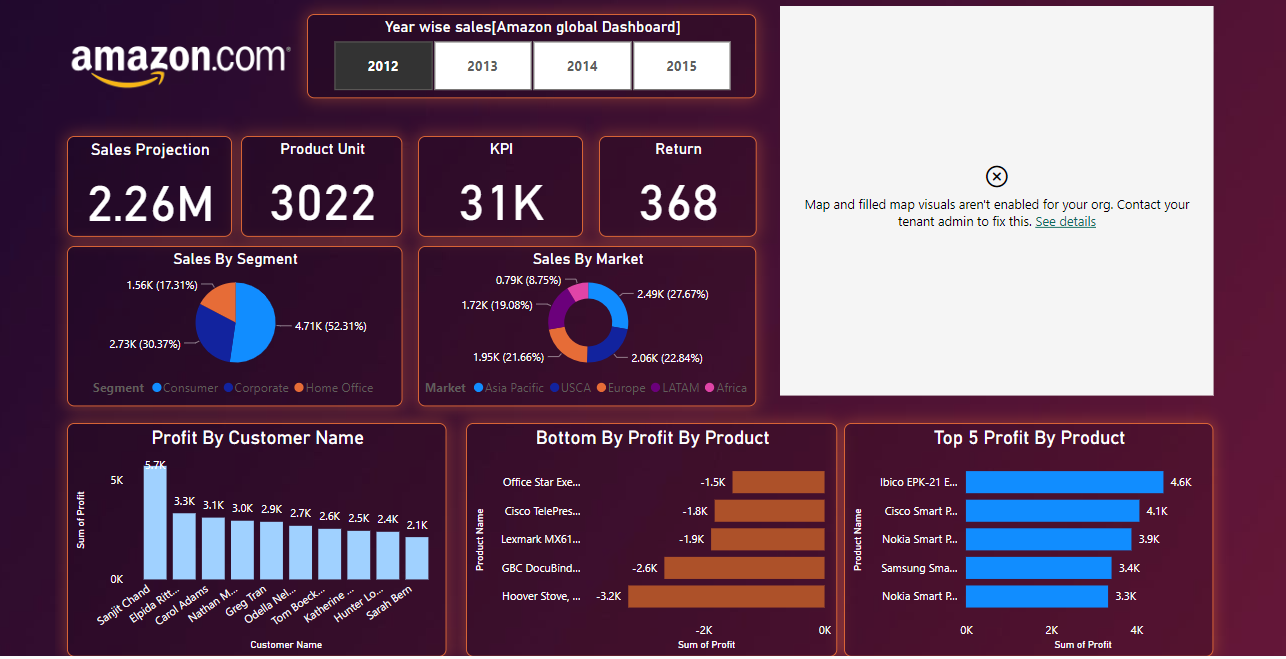 amazon.com
Year wise sales[Amazon global Dashboard]
2012 2013 2014 2015
Sales Projection
2.26M
Product Unit
3022
KPI
31K
Return
368
Map and filled map visuals aren't enabled for your org. Contact your
tenant admin to fix this. See details
Sales By Segment
1.56K (17.31%)
4.71K (52.31%)
2.73K (30.37%)
Segment Consumer Corporate Home Office
Sales By Market
0.79K (8.75%)
2.49K (27.67%)
1.72K (19.08%)
1.95K (21.66%)
2.06K (22.84%)
Market Asia Pacific USCA Europe LATAM Africa
Profit By Customer Name
Sum of Profit
5K
0K
5.7K 3.3K 3.1K 3.0K 2.9K 2.7K 2.6K 2.5K 2.4K 2.1K
Sanjit Chand
Elpida Ritt...
Carol Adams
Nathan M...
Greg Tran
Odella Nel...
Tom Boeck...
Katherine ...
Hunter Lo...
Sarah Bern
Customer Name
Bottom By Profit By Product
Product Name
Office Star Exe... -1.5K
Cisco TelePres... -1.8K
Lexmark MX61... -1.9K
GBC DocuBind... -2.6K
Hoover Stove, ... -3.2K
-2K 0K
Sum of Profit
Top 5 Profit By Product
Product Name
Ibico EPK-21 E... 4.6K
Cisco Smart P... 4.1K
Nokia Smart P... 3.9K
Samsung Sma... 3.4K
Nokia Smart P... 3.3K
0K 2K 4K
Sum of Profit